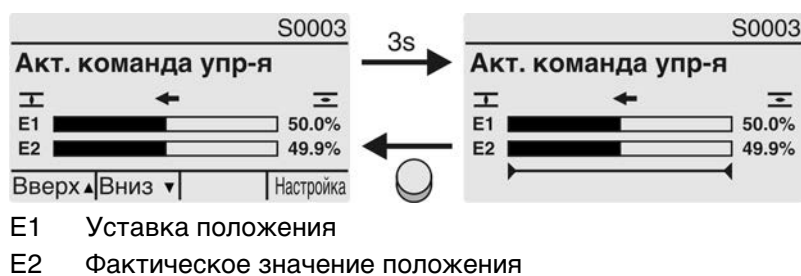 S0003
Акт. команда упр-я
E1 50.0%
E2 49.9%
Вверх▲ Вниз ▼ Настройка
3s
S0003
Акт. команда упр-я
E1 50.0%
E2 49.9%
E1 Уставка положения
E2 Фактическое значение положения